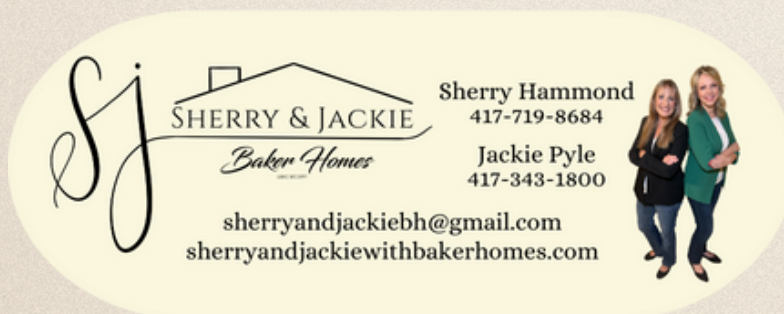 Sj
SHERRY & JACKIE
Baker Homes
Sherry Hammond
417-719-8684
Jackie Pyle
417-343-1800
sherryandjackiebh@gmail.com
sherryandjackiewithbakerhomes.com